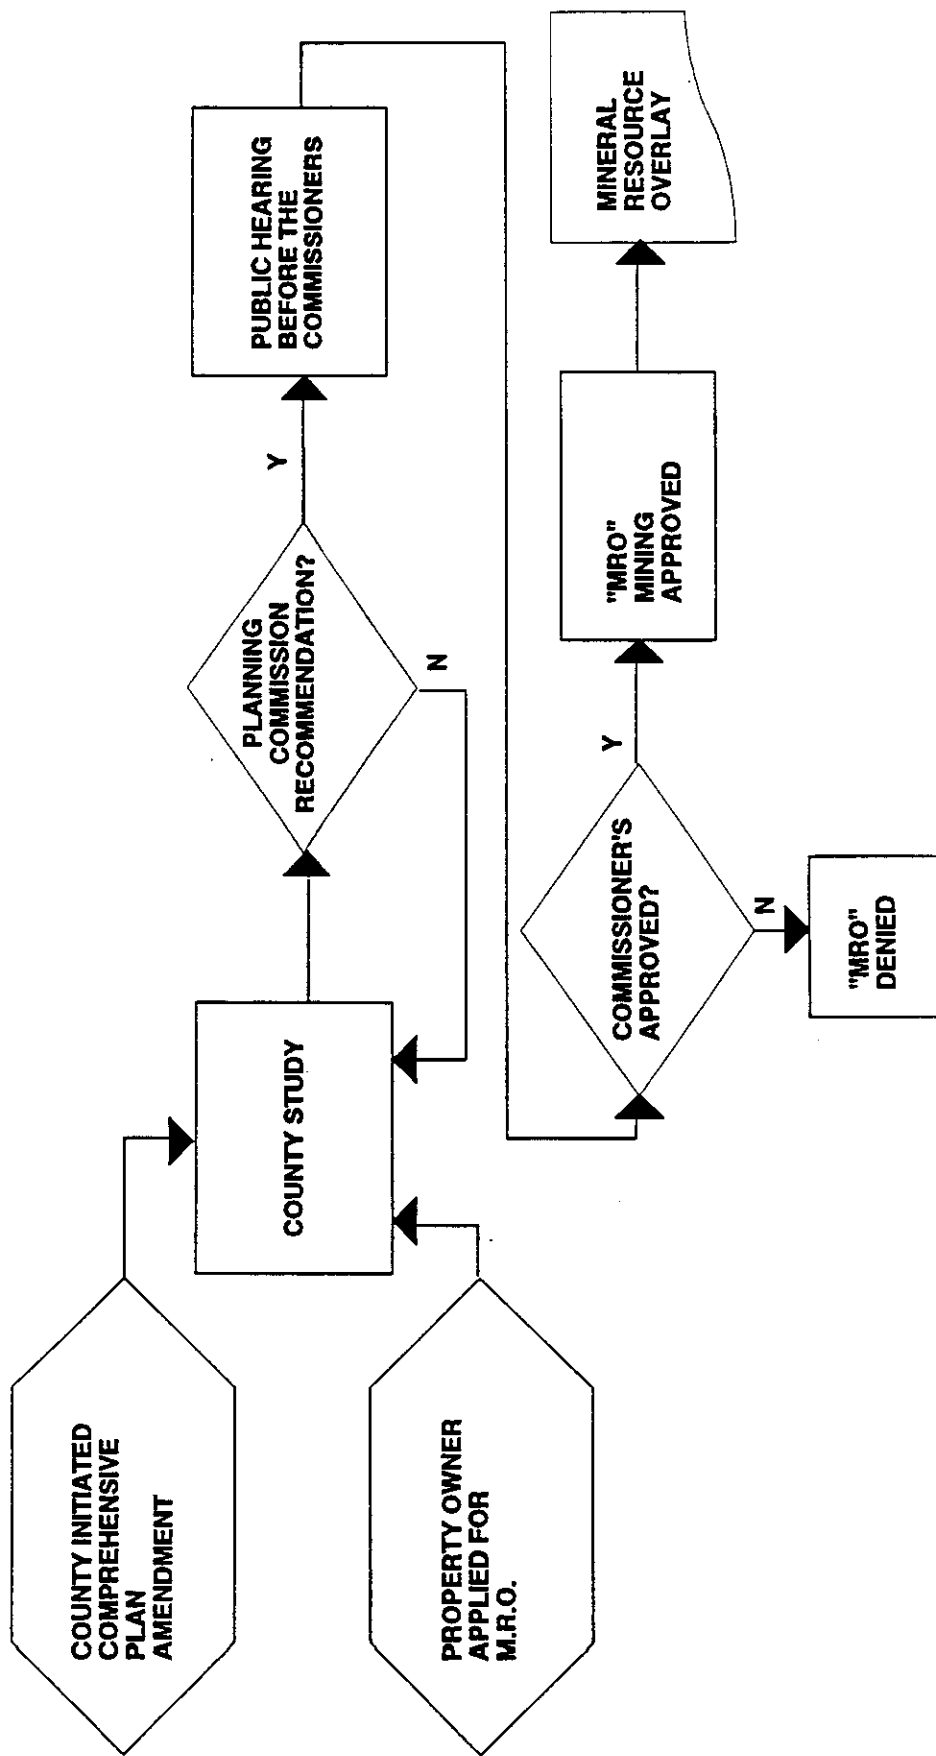 COUNTY INITIATED
COMPREHENSIVE
PLAN
AMENDMENT
PROPERTY OWNER
APPLIED FOR
M.R.O.
COUNTY STUDY
PLANNING
COMMISSION
RECOMMENDATION?
Y
N
PUBLIC HEARING
BEFORE THE
COMMISSIONERS
COMMISSIONER'S
APPROVED?
Y
N
"MRO"
DENIED
"MRO"
MINING
APPROVED
MINERAL
RESOURCE
OVERLAY